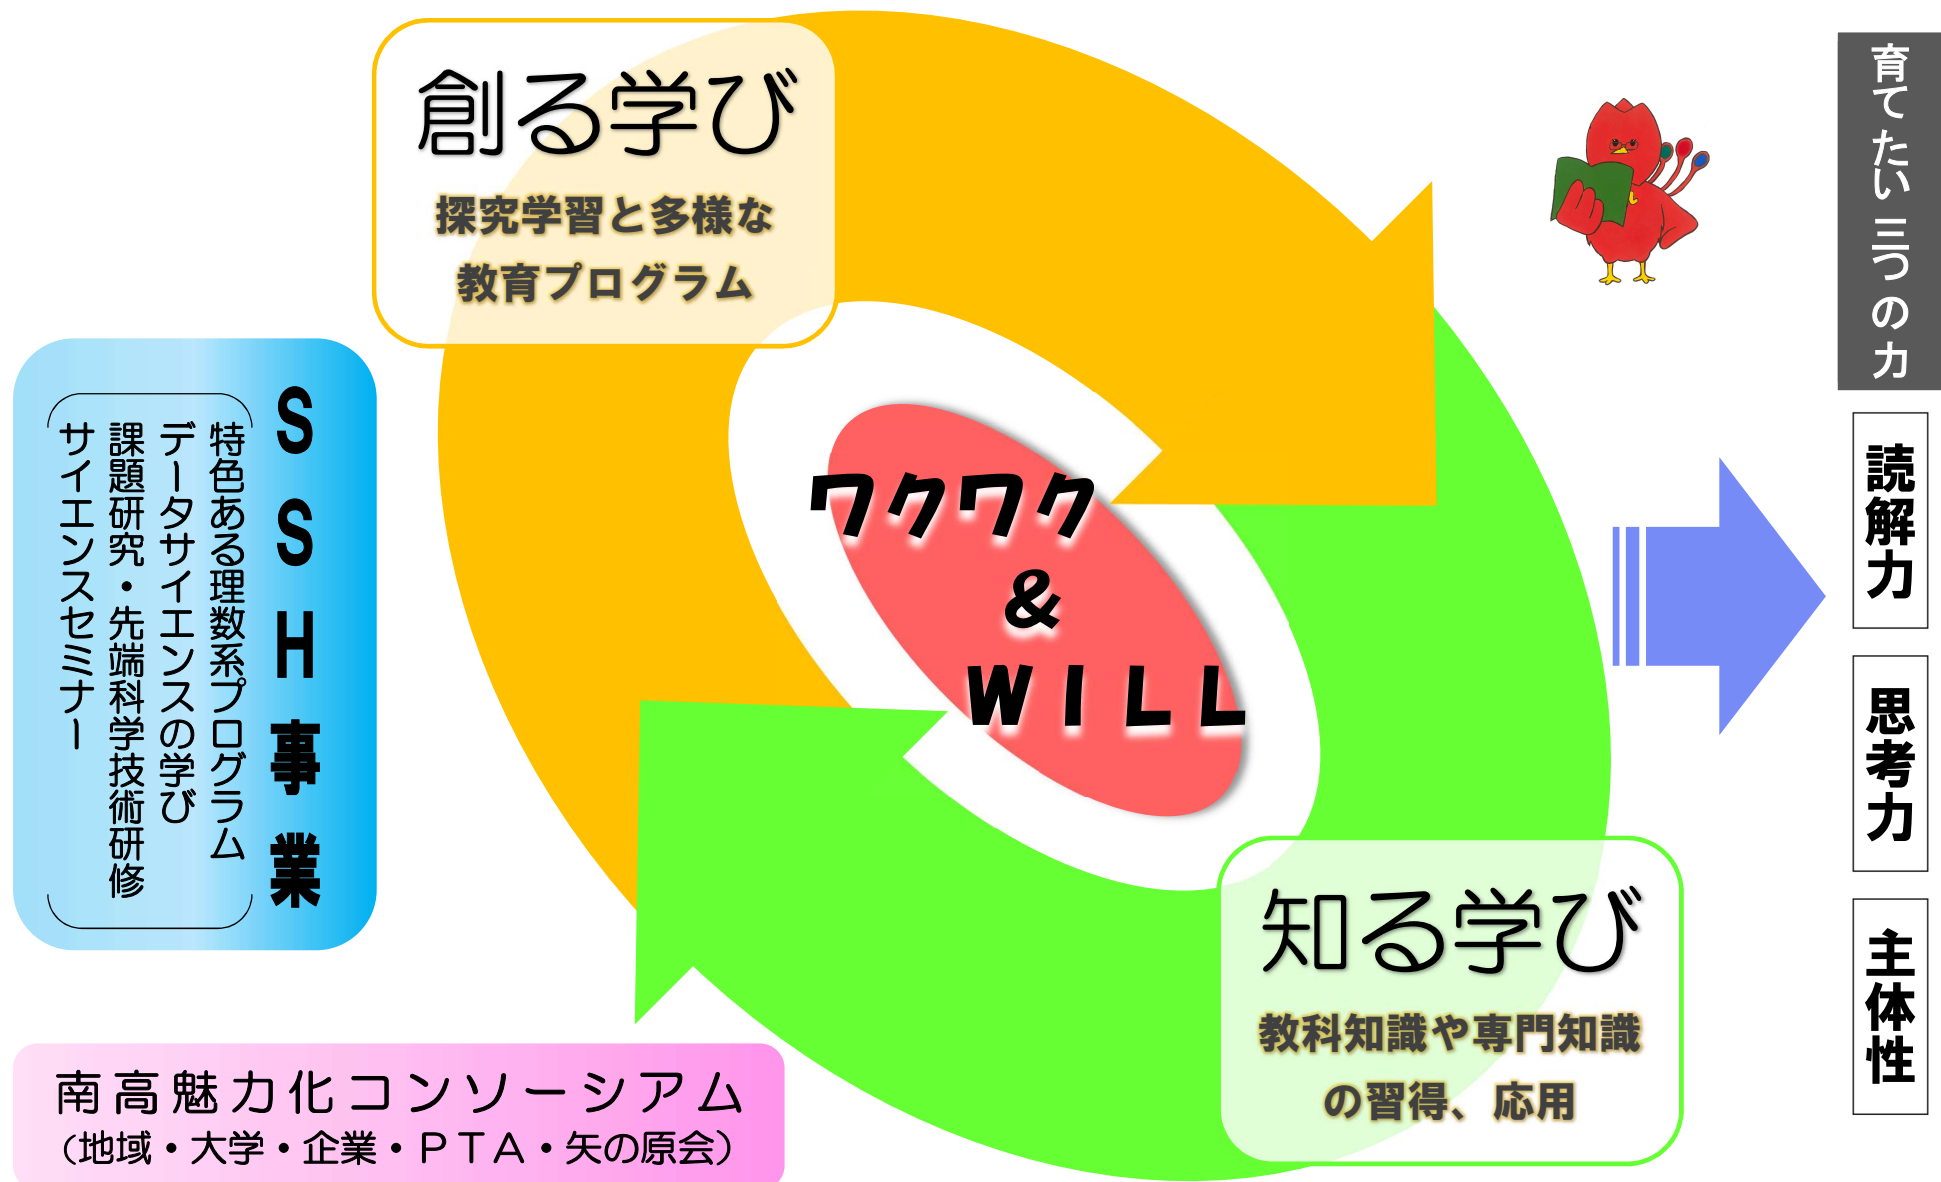 創る学び
探究学習と多様な
教育プログラム
ワクワク
&
WILL
知る学び
教科知識や専門知識
の習得、応用
SSH事業
特色ある理数系プログラム
データサイエンスの学び
課題研究・先端科学技術研修
サイエンスセミナー
南高魅力化コンソーシアム
(地域・大学・企業・PTA・矢の原会)
育てたい三つの力
読解力
思考力
主体性